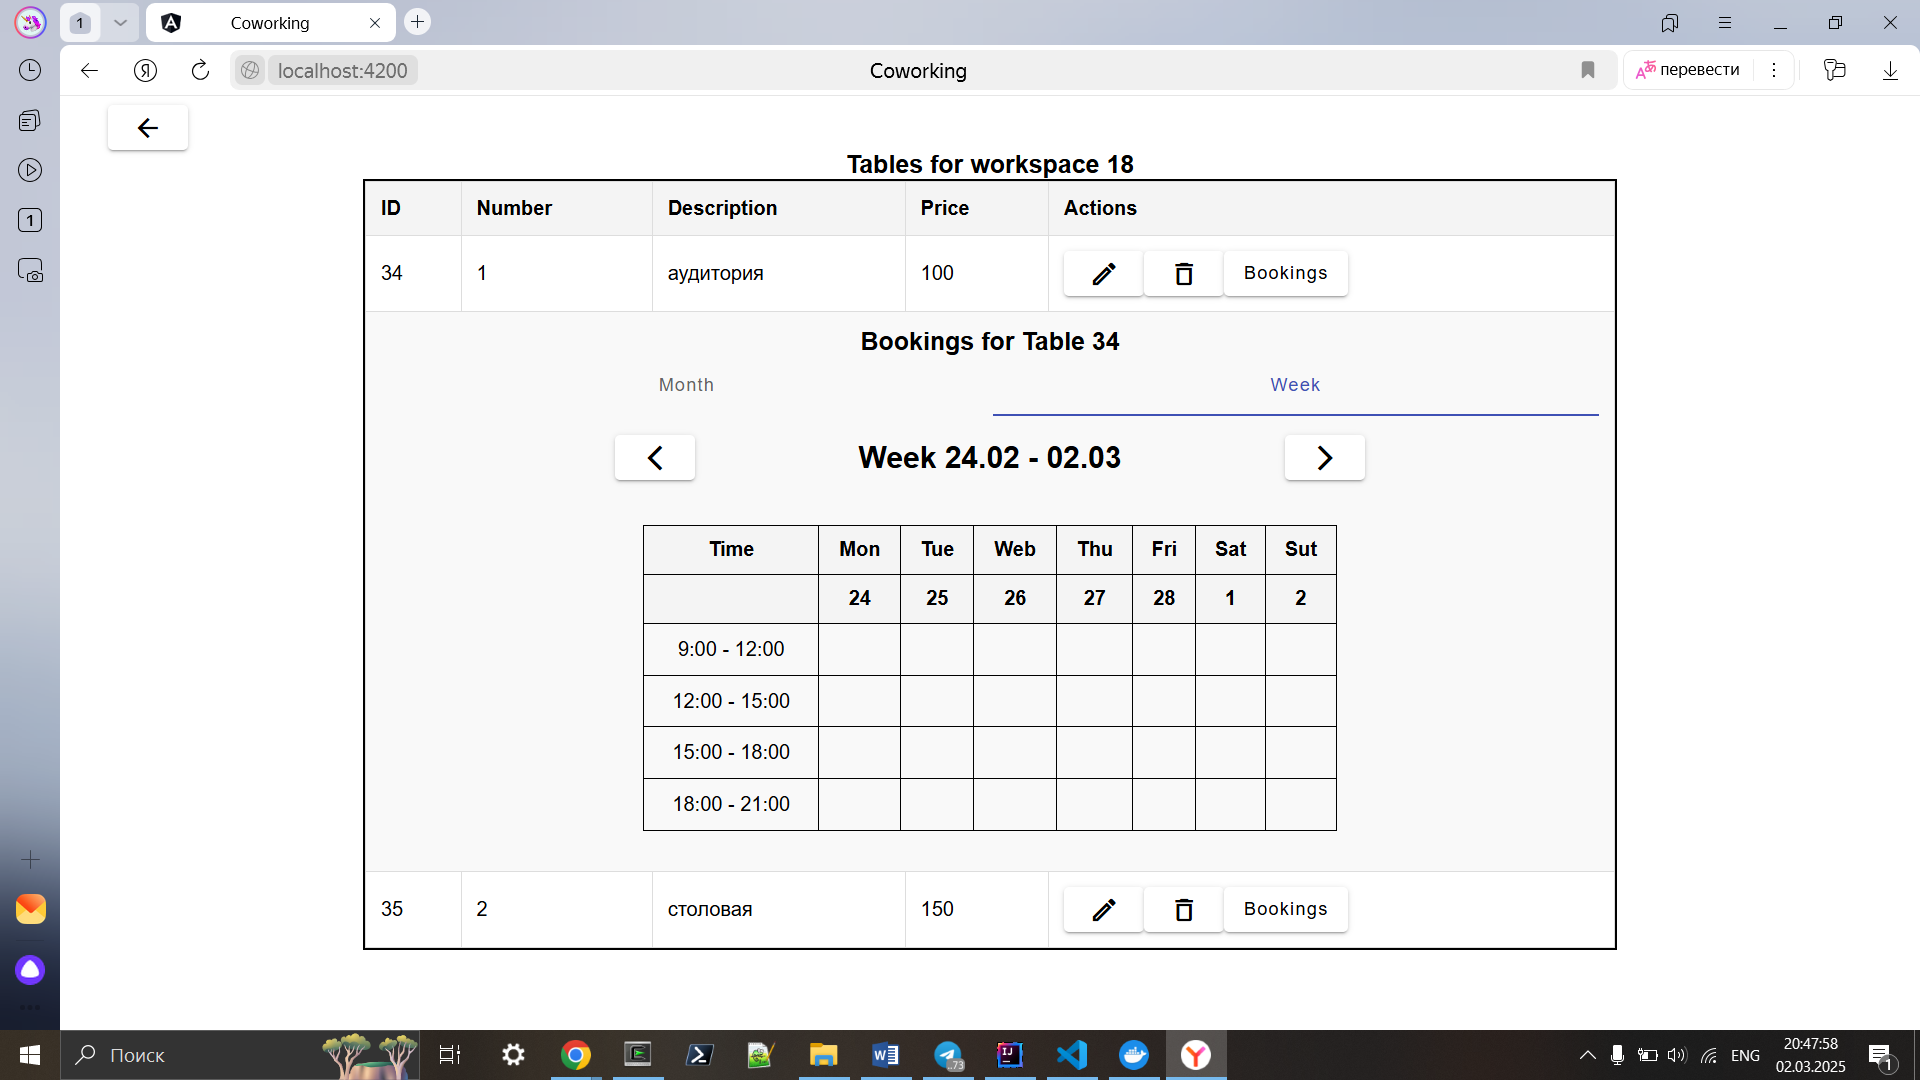 1
Coworking
localhost:4200
Coworking
перевести
1
Tables for workspace 18
ID Number Description Price Actions
34 1 аудитория 100 Bookings
Bookings for Table 34
Month Week
Week 24.02 - 02.03
Time Mon Tue Web Thu Fri Sat Sut
24 25 26 27 28 1 2
9:00 - 12:00
12:00 - 15:00
15:00 - 18:00
18:00 - 21:00
35 2 столовая 150 Bookings
Поиск
73
ENG
20:47:58
02.03.2025
1